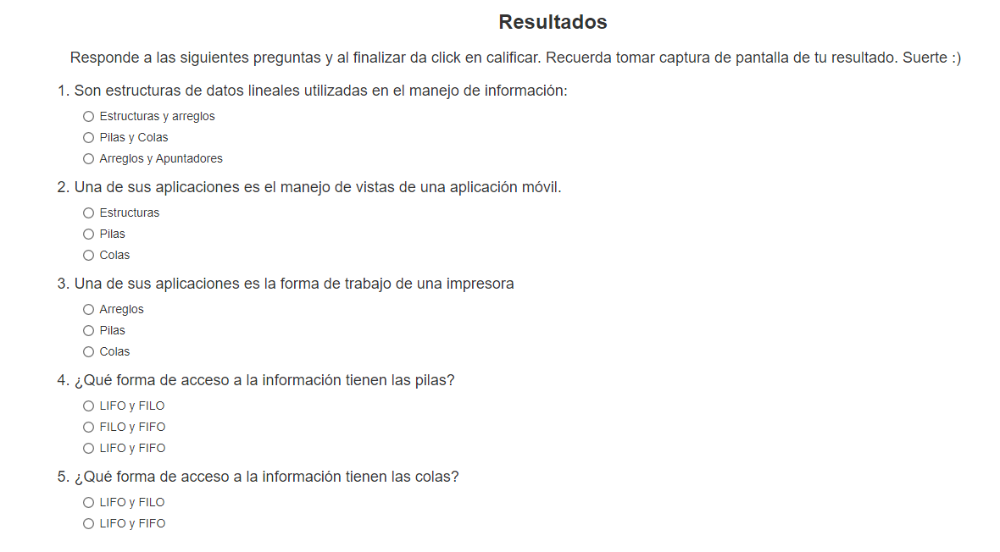 Resultados
Responde a las siguientes preguntas y al finalizar da click en calificar. Recuerda tomar captura de pantalla de tu resultado. Suerte :)
1. Son estructuras de datos lineales utilizadas en el manejo de información:
Estructuras y arreglos
Pilas y Colas
Arreglos y Apuntadores
2. Una de sus aplicaciones es el manejo de vistas de una aplicación móvil.
Estructuras
Pilas
Colas
3. Una de sus aplicaciones es la forma de trabajo de una impresora
Arreglos
Pilas
Colas
4. ¿Qué forma de acceso a la información tienen las pilas?
LIFO y FILO
FILO y FIFO
LIFO y FIFO
5. ¿Qué forma de acceso a la información tienen las colas?
LIFO y FILO
LIFO y FIFO